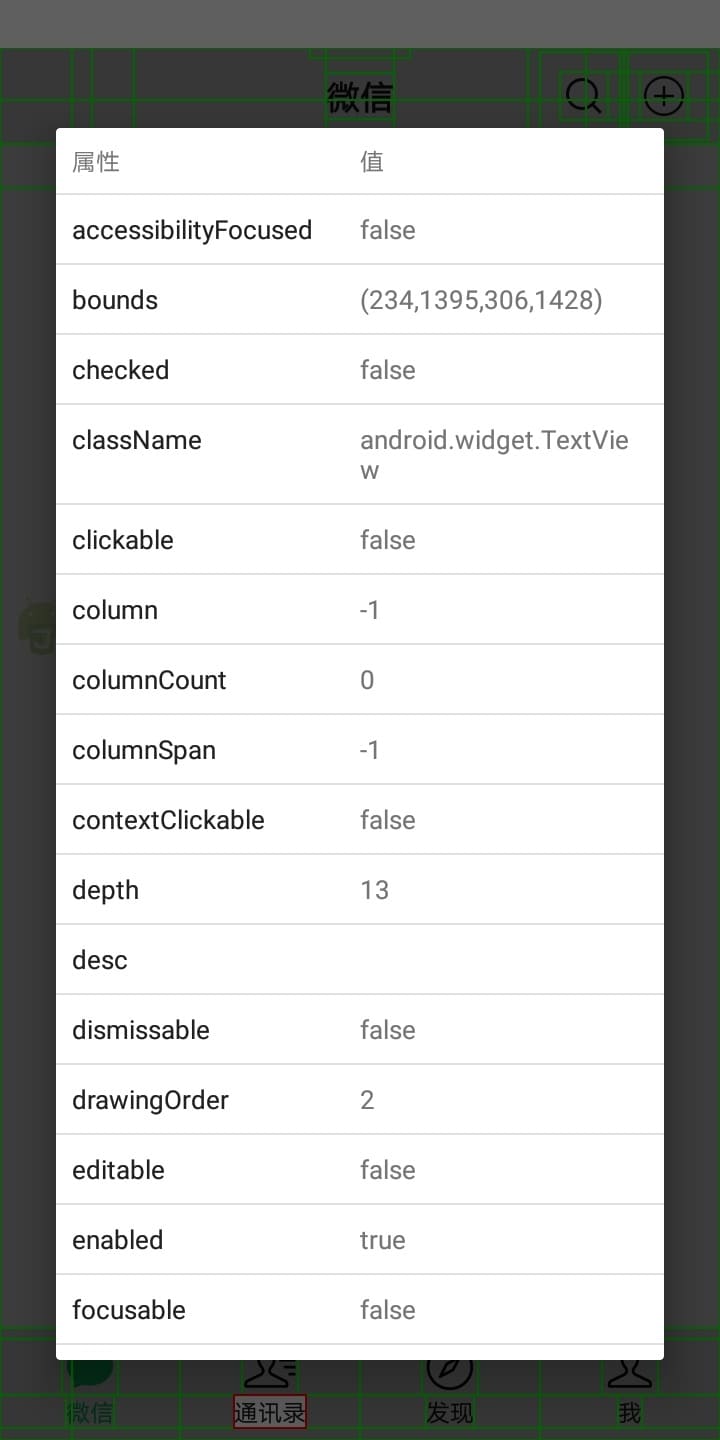 微信
属性 值
accessibilityFocused false
bounds (234,1395,306,1428)
checked false
className android.widget.TextVie
w
clickable false
column -1
columnCount 0
columnSpan -1
contextClickable false
depth 13
desc
dismissable false
drawingOrder 2
editable false
enabled true
focusable false
微信 通讯录 发现 我